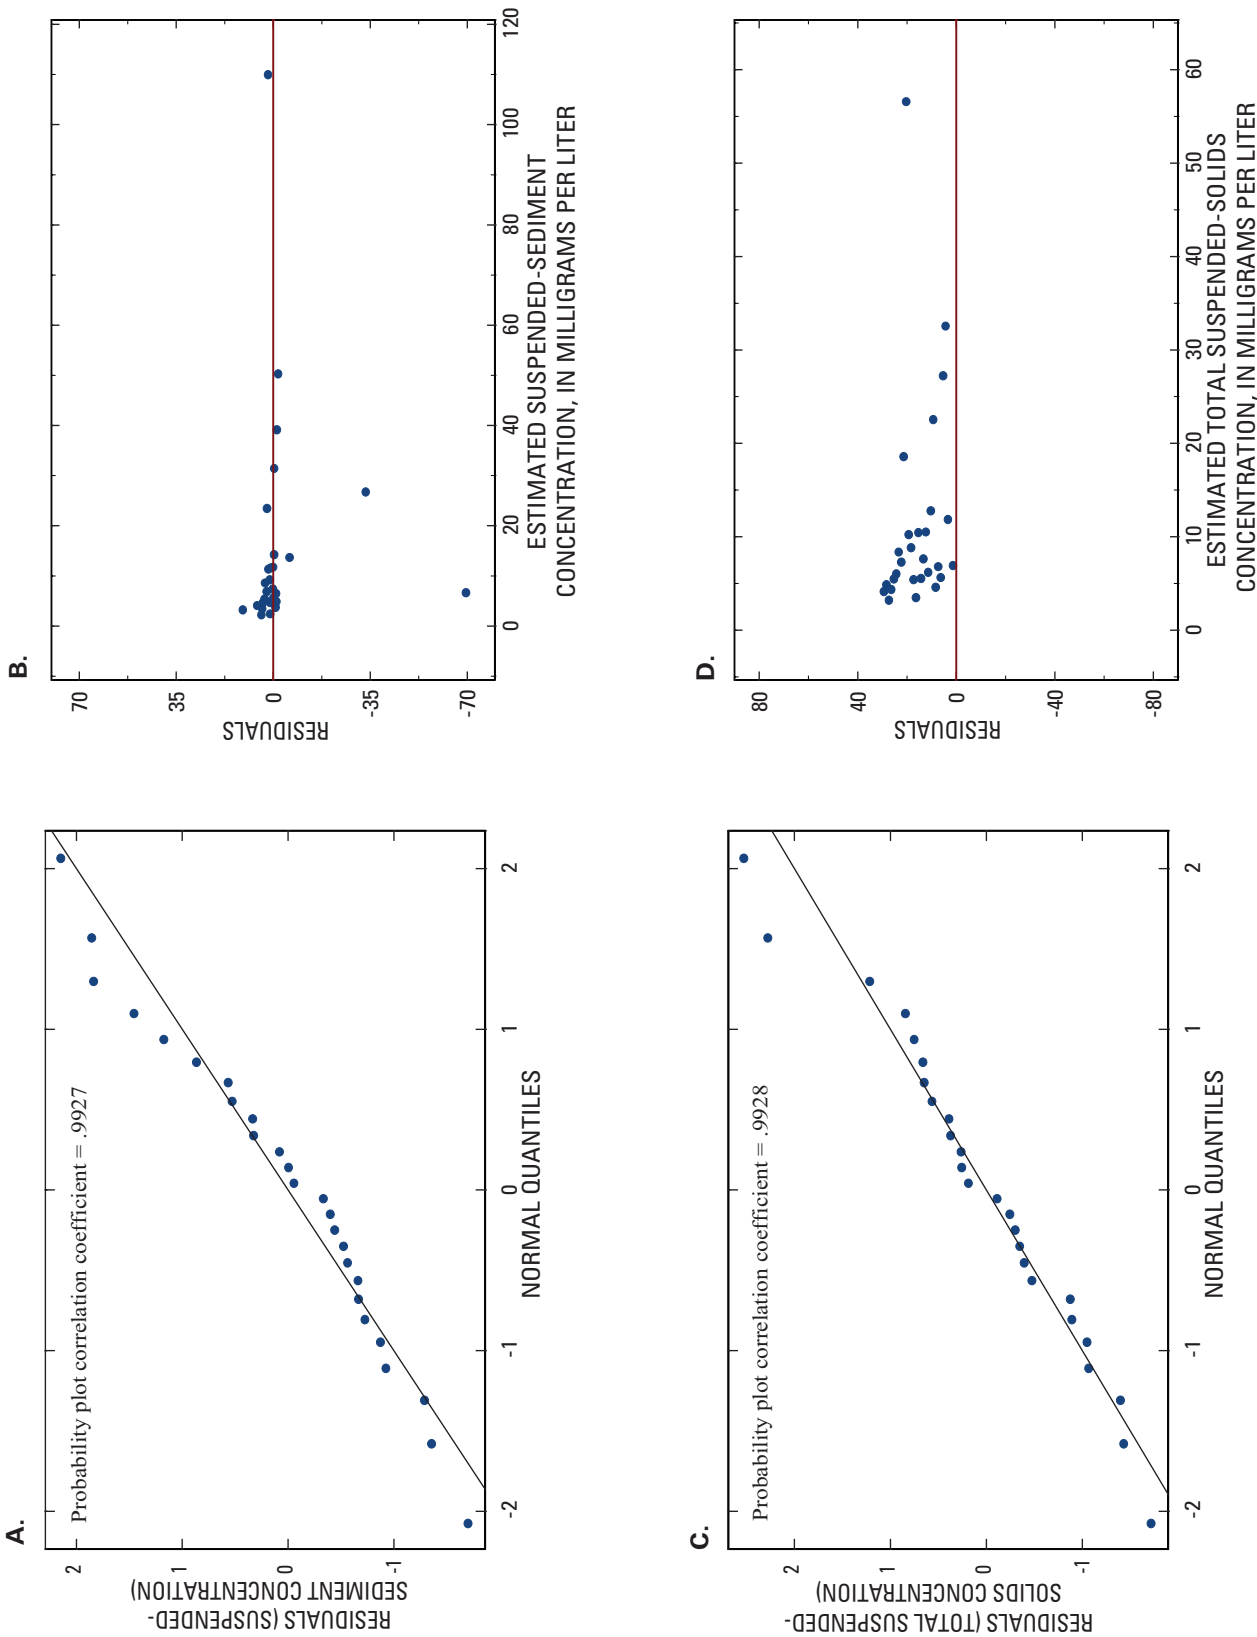 A.
Probability plot correlation coefficient = .9927
RESIDUALS (SUSPENDED-
SEDIMENT CONCENTRATION)
2
1
0
-1
-2
-1
0
1
2
NORMAL QUANTILES
B.
RESIDUALS
70
35
0
-35
-70
0
20
40
60
80
100
120
ESTIMATED SUSPENDED-SEDIMENT
CONCENTRATION, IN MILLIGRAMS PER LITER
C.
Probability plot correlation coefficient = .9928
RESIDUALS (TOTAL SUSPENDED-
SOLIDS CONCENTRATION)
2
1
0
-1
-2
-1
0
1
2
NORMAL QUANTILES
D.
RESIDUALS
80
40
0
-40
-80
0
10
20
30
40
50
60
ESTIMATED TOTAL SUSPENDED-SOLIDS
CONCENTRATION, IN MILLIGRAMS PER LITER